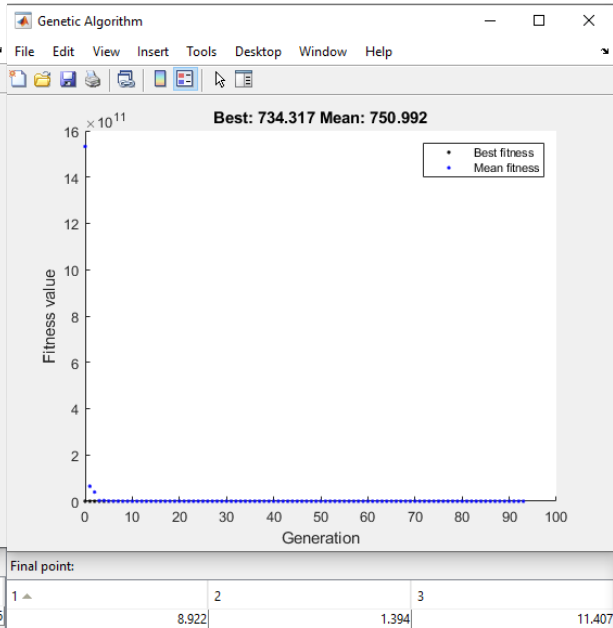 Genetic Algorithm
File Edit View Insert Tools Desktop Window Help
Best: 734.317 Mean: 750.992
×10^11
Best fitness
Mean fitness
16
14
12
10
8
6
4
2
0
Fitness value
0 10 20 30 40 50 60 70 80 90 100
Generation
Final point:
1 2 3
8.922 1.394 11.407